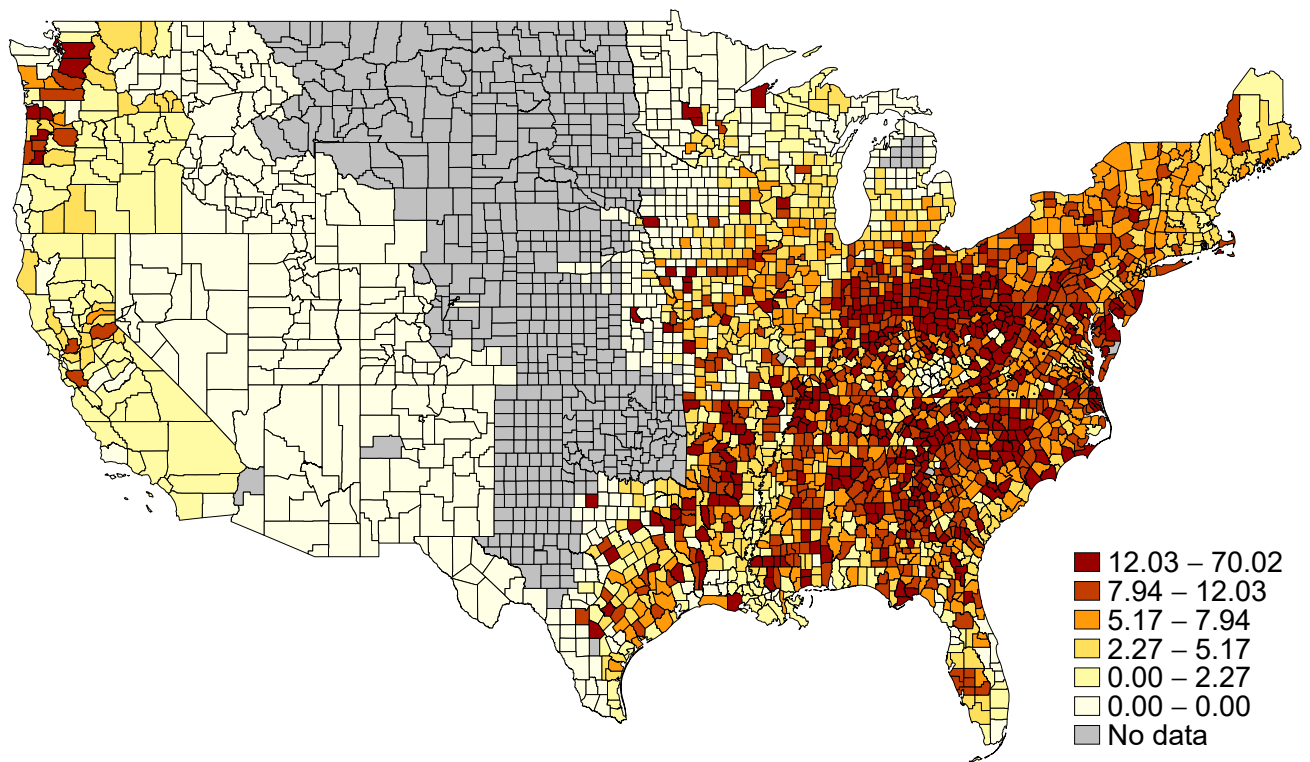 12.03 – 70.02
7.94 – 12.03
5.17 – 7.94
2.27 – 5.17
0.00 – 2.27
0.00 – 0.00
No data